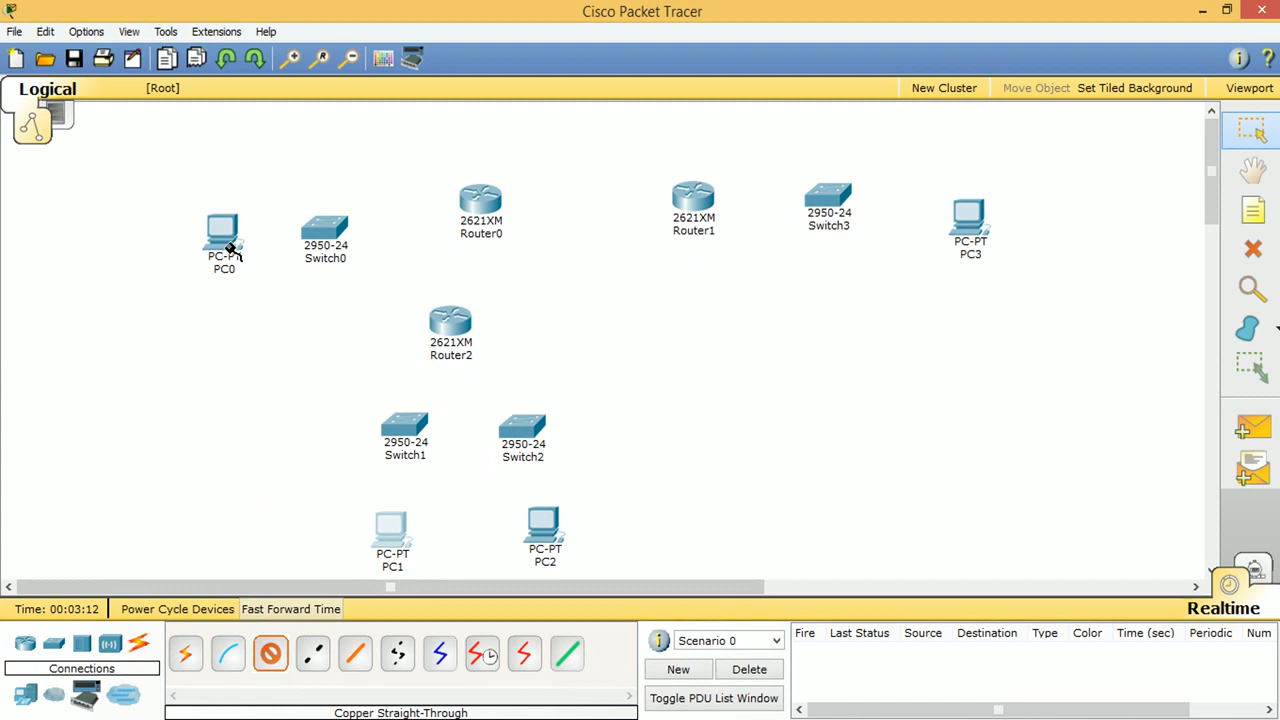 Cisco Packet Tracer
File Edit Options View Tools Extensions Help
Logical [Root] New Cluster Move Object Set Tiled Background Viewport
2621XM
Router0
2621XM
Router1
2950-24
Switch3
PC-PT
PC3
PC-PT
PC0
2950-24
Switch0
2621XM
Router2
2950-24
Switch1
2950-24
Switch2
PC-PT
PC1
PC-PT
PC2
Time: 00:03:12 Power Cycle Devices Fast Forward Time Realtime
Connections
Copper Straight-Through
Scenario 0
New Delete
Toggle PDU List Window
Fire Last Status Source Destination Type Color Time (sec) Periodic Num